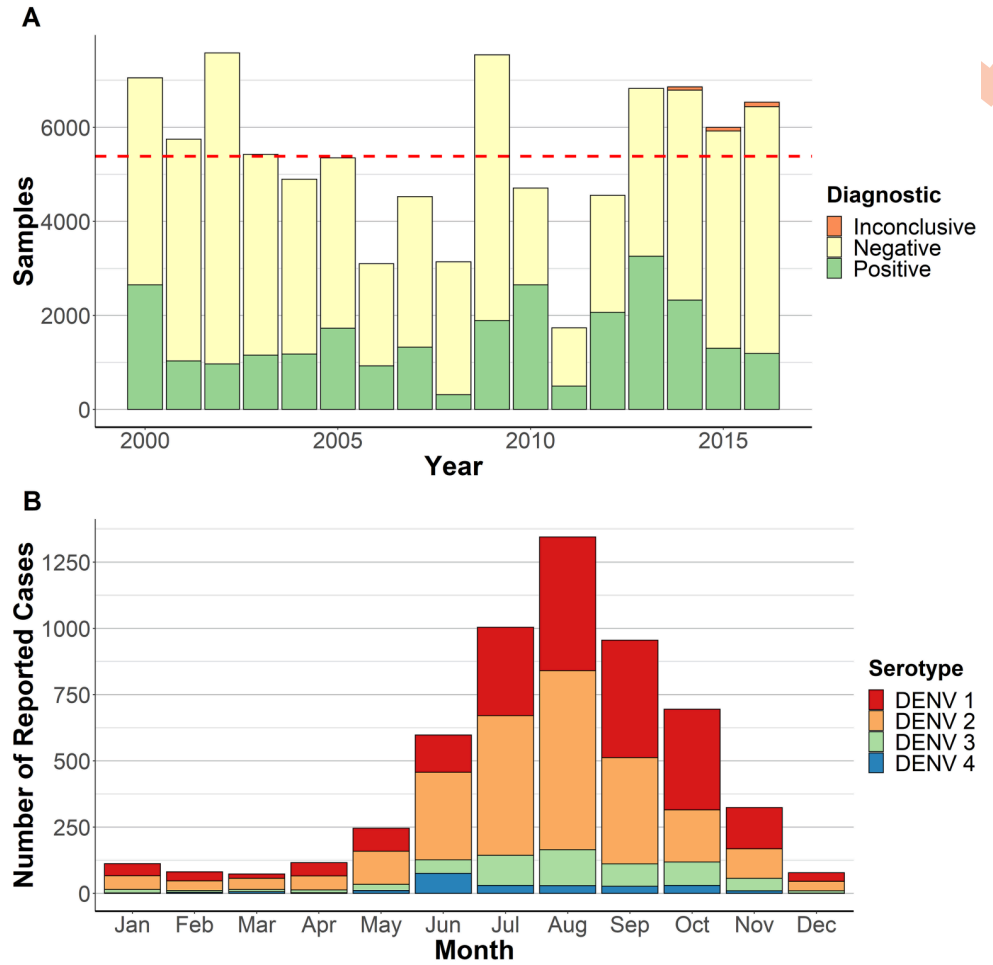 A
Samples
6000
4000
2000
0
2000 2005 2010 2015
Year
Diagnostic
Inconclusive
Negative
Positive
B
Number of Reported Cases
1250
1000
750
500
250
0
Jan Feb Mar Apr May Jun Jul Aug Sep Oct Nov Dec
Month
Serotype
DENV 1
DENV 2
DENV 3
DENV 4